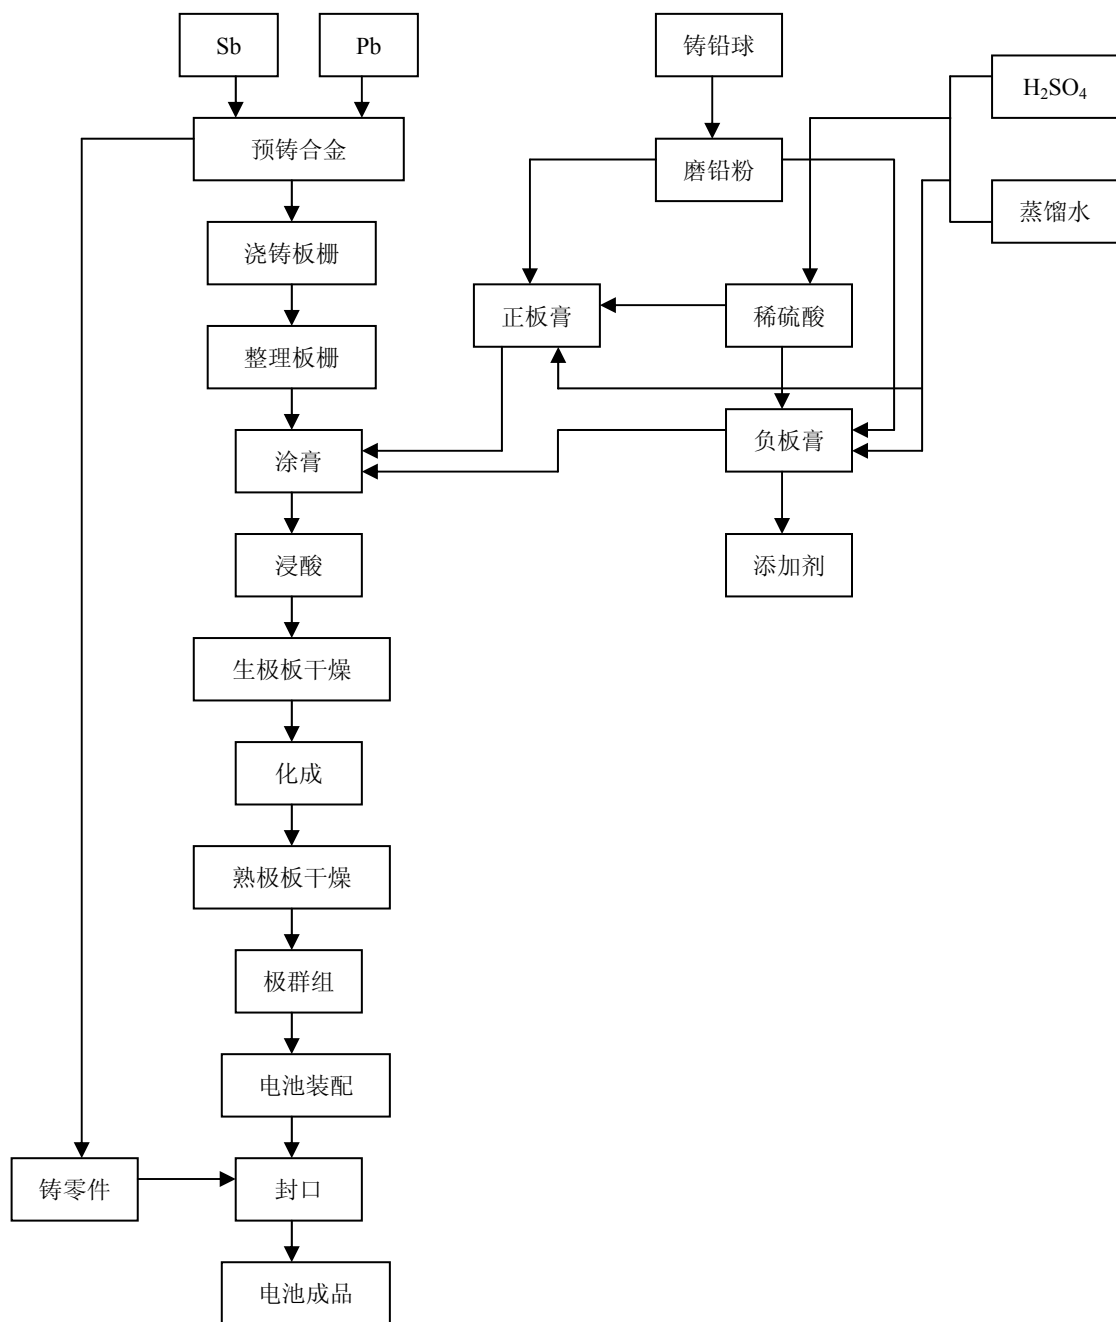 Sb
Pb
铸铅球
H₂SO₄
预铸合金
磨铅粉
蒸馏水
浇铸板栅
正板膏
稀硫酸
整理板栅
涂膏
负板膏
浸酸
添加剂
生极板干燥
化成
熟极板干燥
极群组
电池装配
铸零件
封口
电池成品